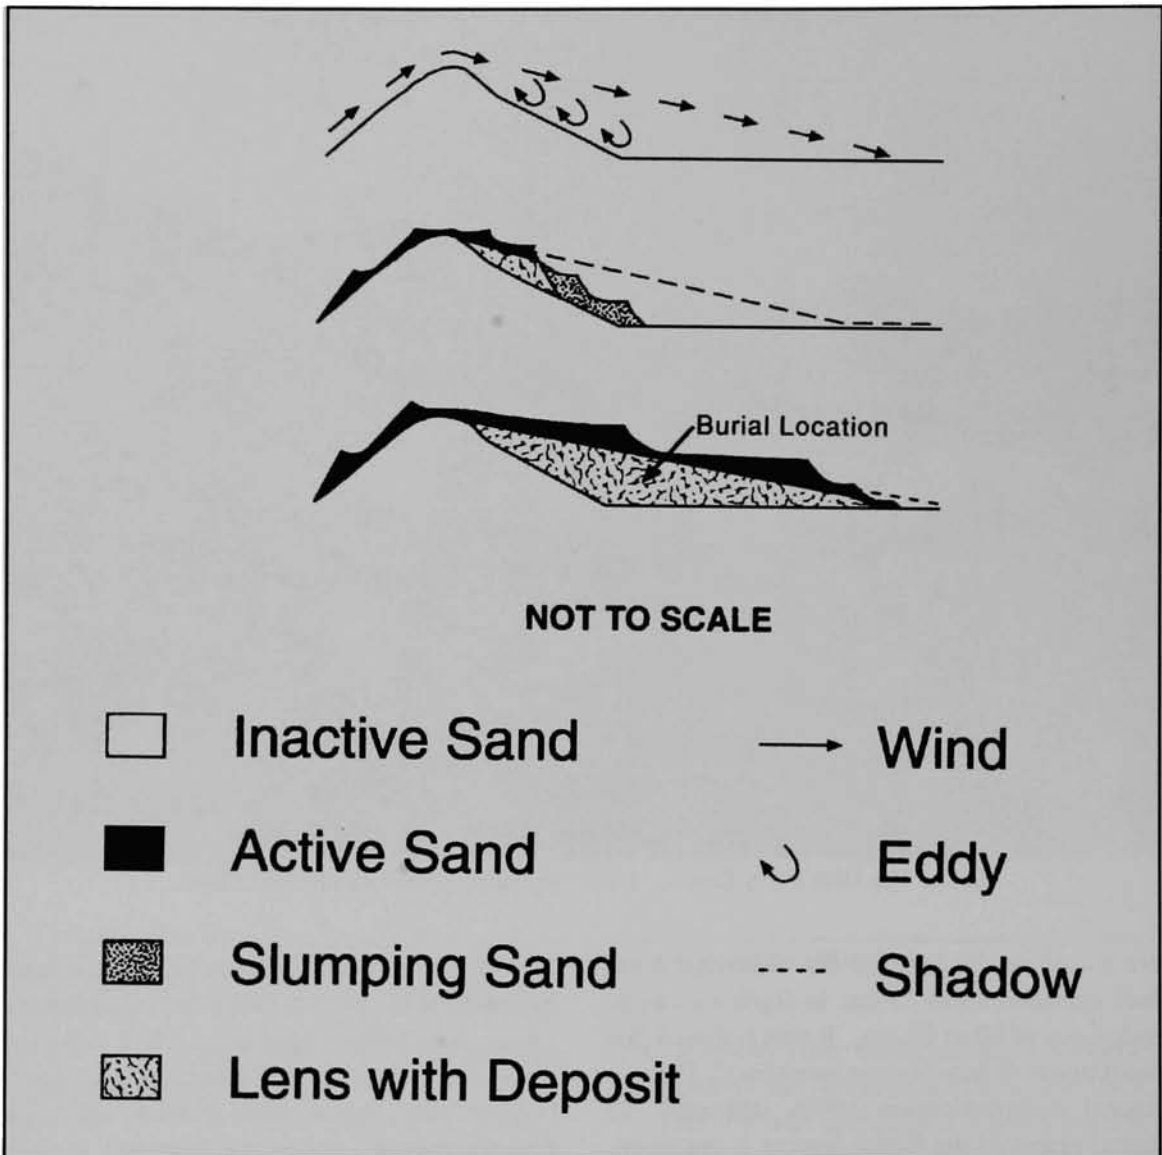 Burial Location
NOT TO SCALE
Inactive Sand
Wind
Active Sand
Eddy
Slumping Sand
Shadow
Lens with Deposit